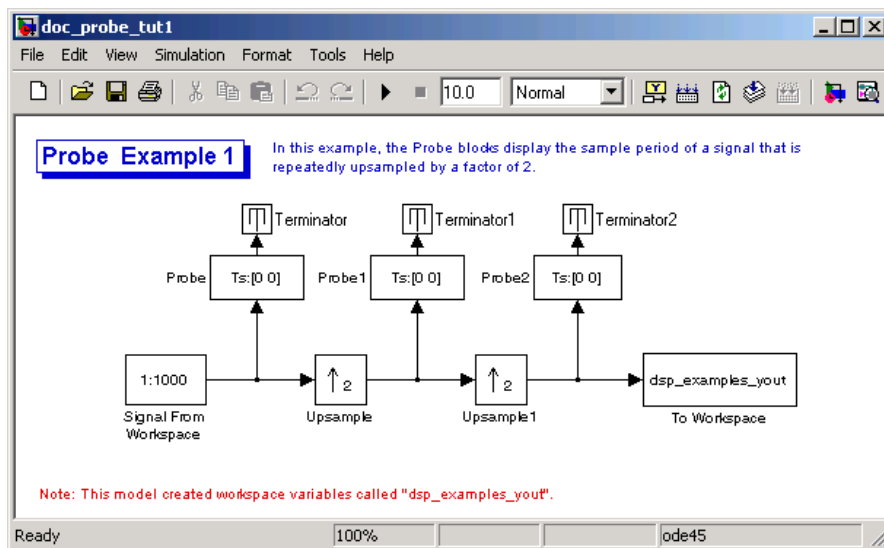 doc_probe_tut1
File Edit View Simulation Format Tools Help
10.0 Normal
Probe Example 1
In this example, the Probe blocks display the sample period of a signal that is
repeatedly upsampled by a factor of 2.
Terminator Terminator1 Terminator2
Probe Ts:[0 0] Probe1 Ts:[0 0] Probe2 Ts:[0 0]
1:1000 2 2 dsp_examples_yout
Signal From
Workspace
Upsample Upsample1 To Workspace
Note: This model created workspace variables called "dsp_examples_yout".
Ready 100% ode45